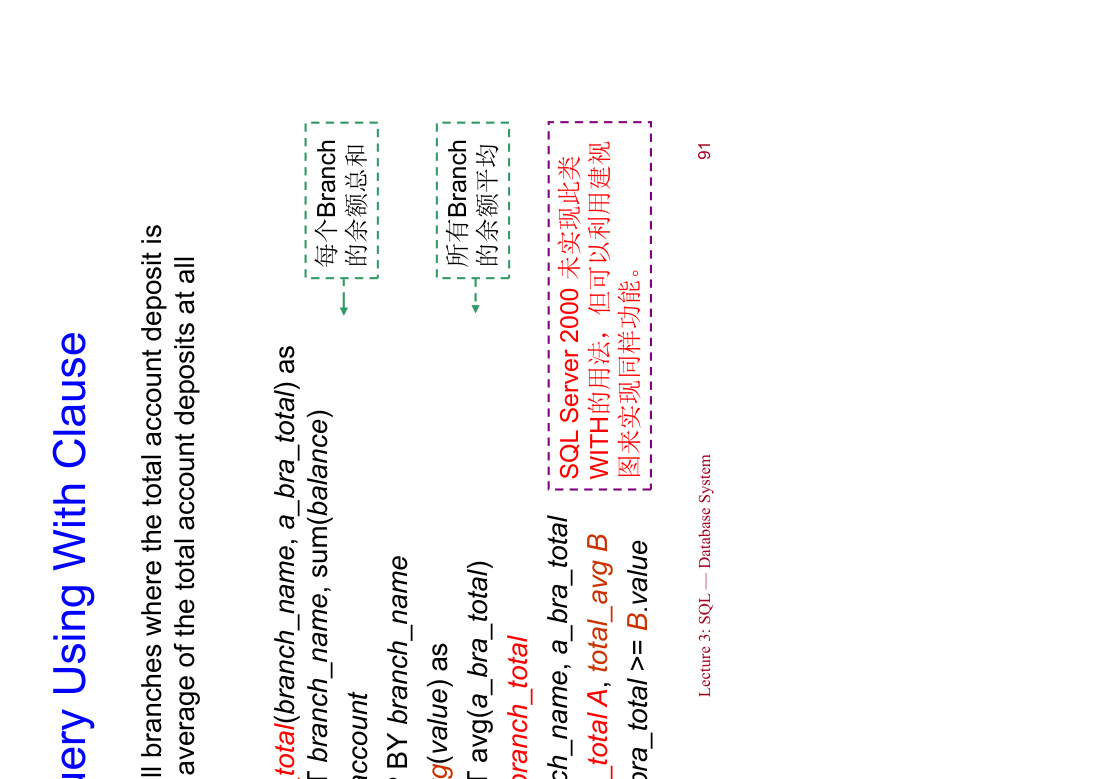 uery Using With Clause
ll branches where the total account deposit is
average of the total account deposits at all
_total(branch_name, a_bra_total) as
T branch_name, sum(balance)
account
P BY branch_name
g(value) as
T avg(a_bra_total)
branch_total
ch_name, a_bra_total
_total A, total_avg B
bra_total >= B.value
每个Branch
的余额总和
所有Branch
的余额平均
SQL Server 2000 未实现此类
WITH的用法，但可以利用建视
图来实现同样功能。
Lecture 3: SQL — Database System
91